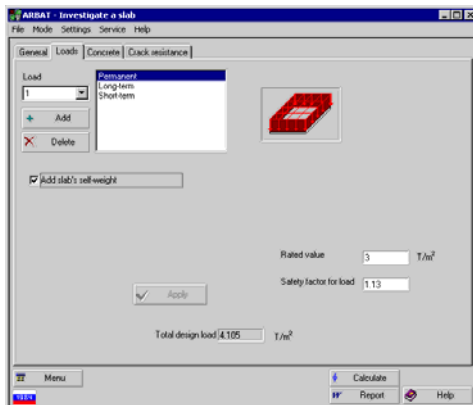 ARBAT - Investigate a slab
File Mode Settings Service Help
General Loads Concrete Crack resistance
Load
1
Permanent
Long-term
Short-term
Add
Delete
Add slab's self-weight
Rated value 3 T/m²
Safety factor for load 1.13
Apply
Total design load 4.105 T/m²
Menu
Calculate
Report
Help